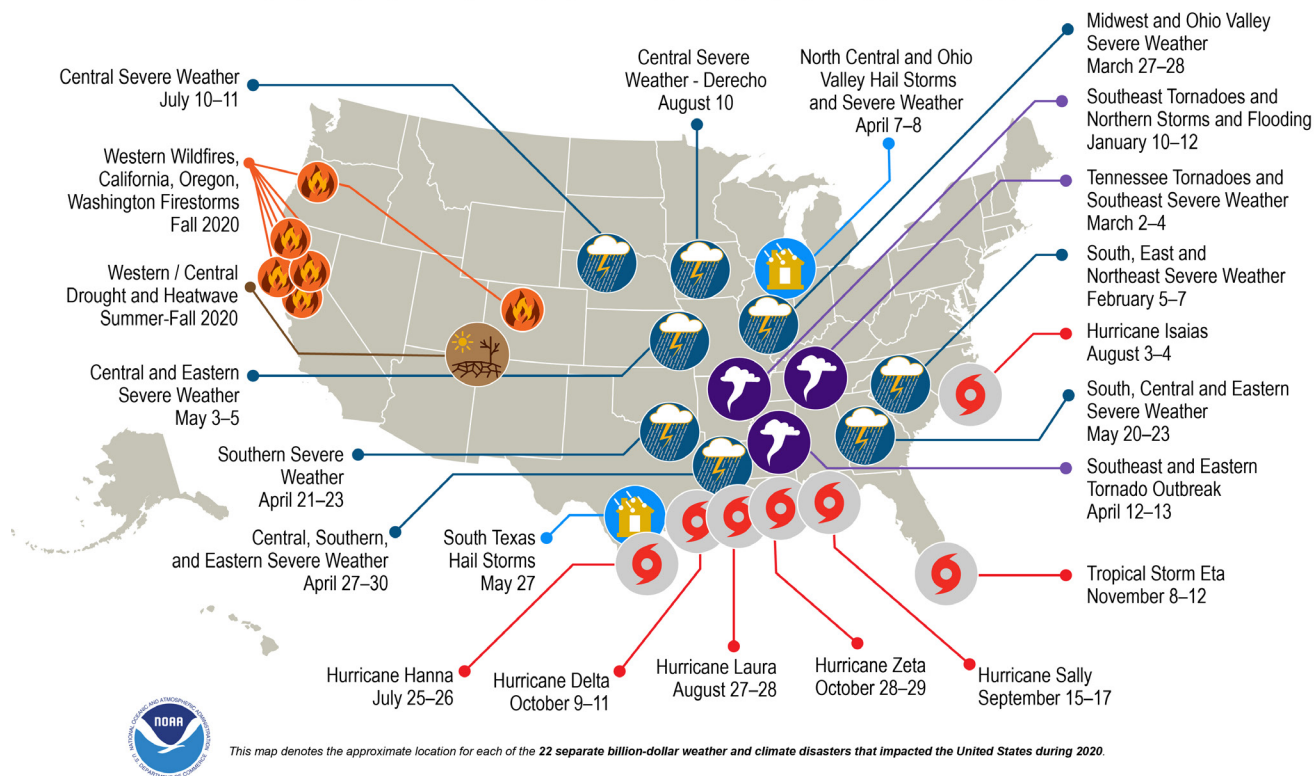 Central Severe Weather
July 10–11
Central Severe
Weather - Derecho
August 10
North Central and Ohio
Valley Hail Storms
and Severe Weather
April 7–8
Midwest and Ohio Valley
Severe Weather
March 27–28
Southeast Tornadoes and
Northern Storms and Flooding
January 10–12
Tennessee Tornadoes and
Southeast Severe Weather
March 2–4
South, East and
Northeast Severe Weather
February 5–7
Hurricane Isaias
August 3–4
South, Central and Eastern
Severe Weather
May 20–23
Southeast and Eastern
Tornado Outbreak
April 12–13
Tropical Storm Eta
November 8–12
Western Wildfires,
California, Oregon,
Washington Firestorms
Fall 2020
Western / Central
Drought and Heatwave
Summer-Fall 2020
Central and Eastern
Severe Weather
May 3–5
Southern Severe
Weather
April 21–23
Central, Southern,
and Eastern Severe Weather
April 27–30
South Texas
Hail Storms
May 27
Hurricane Hanna
July 25–26
Hurricane Delta
October 9–11
Hurricane Laura
August 27–28
Hurricane Zeta
October 28–29
Hurricane Sally
September 15–17
NATIONAL OCEANIC AND ATMOSPHERIC ADMINISTRATION
NOAA
U.S. DEPARTMENT OF COMMERCE
This map denotes the approximate location for each of the 22 separate billion-dollar weather and climate disasters that impacted the United States during 2020.